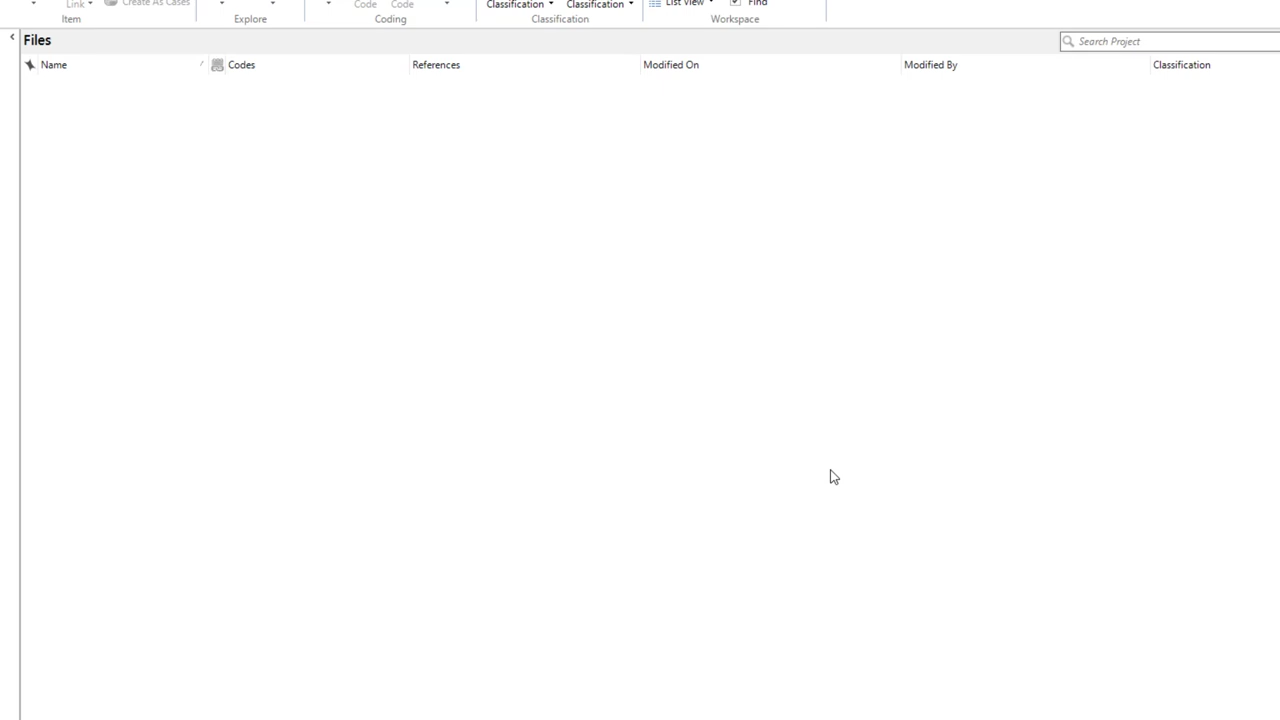 Link Create As Cases Code Code Classification Classification List View Find
Item Explore Coding Classification Workspace
Files Search Project
Name Codes References Modified On Modified By Classification